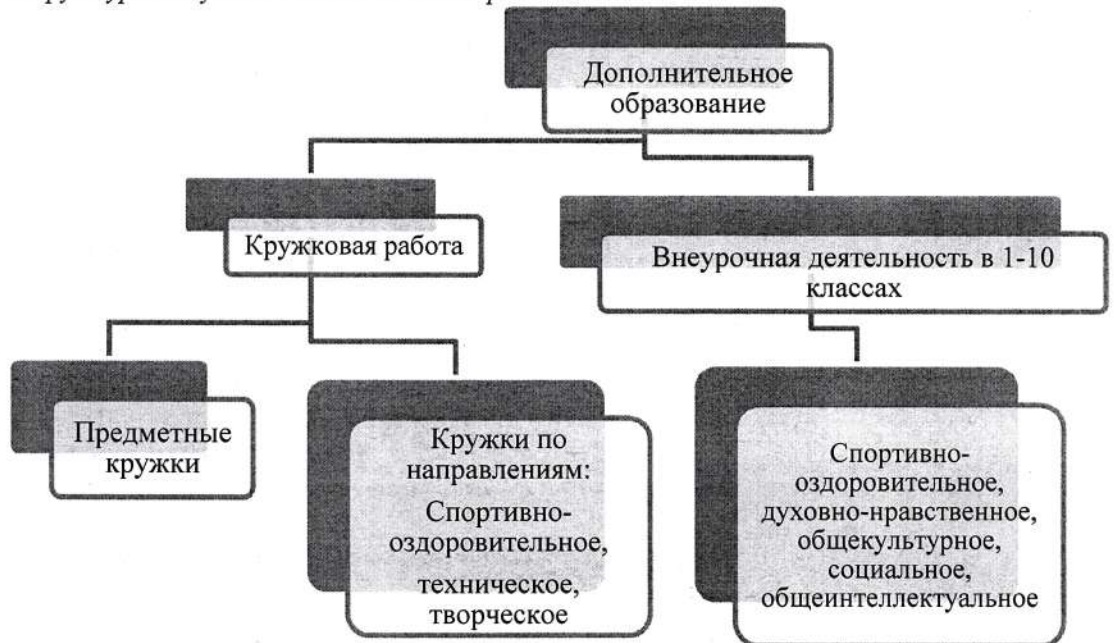 Дополнительное
образование
Кружковая работа
Внеурочная деятельность в 1-10
классах
Предметные
кружки
Кружки по
направлениям:
Спортивно-
оздоровительное,
техническое,
творческое
Спортивно-
оздоровительное,
духовно-нравственное,
общекультурное,
социальное,
общеинтеллектуальное